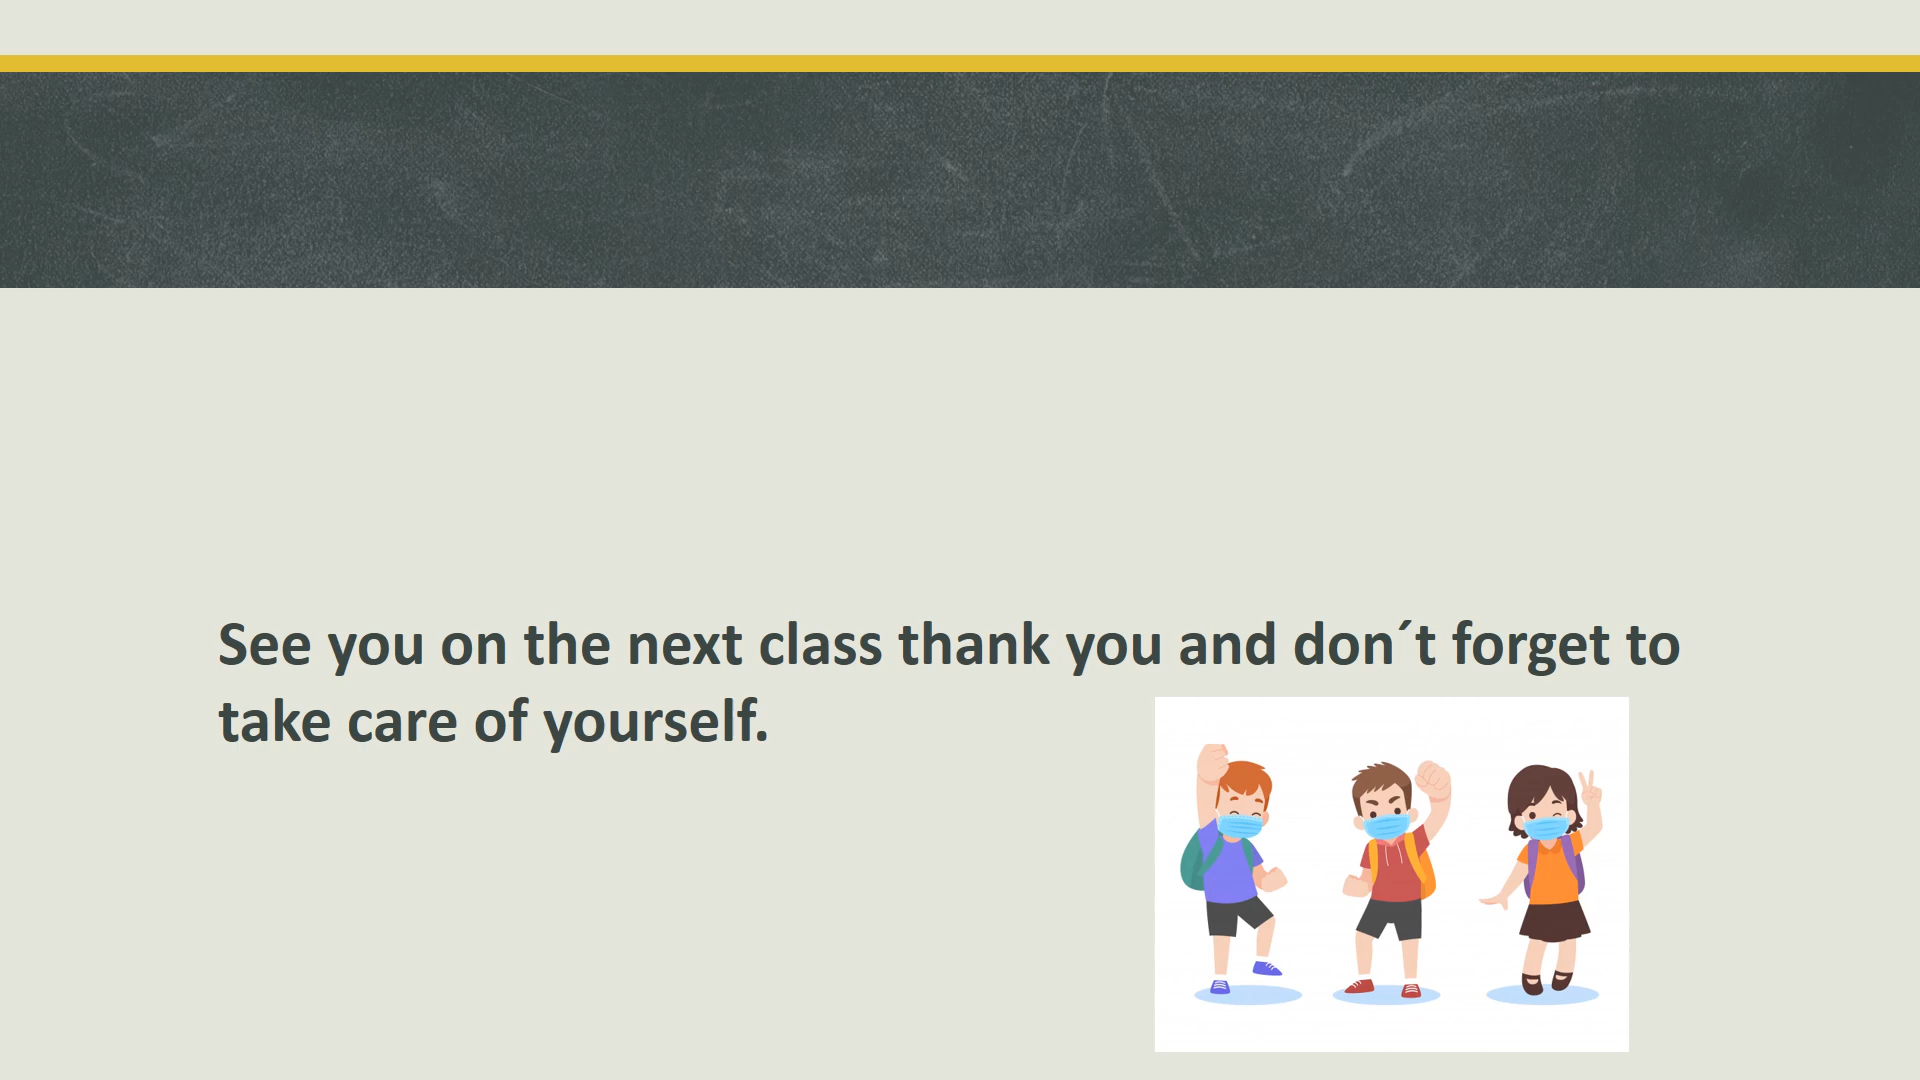 See you on the next class thank you and don´t forget to
take care of yourself.